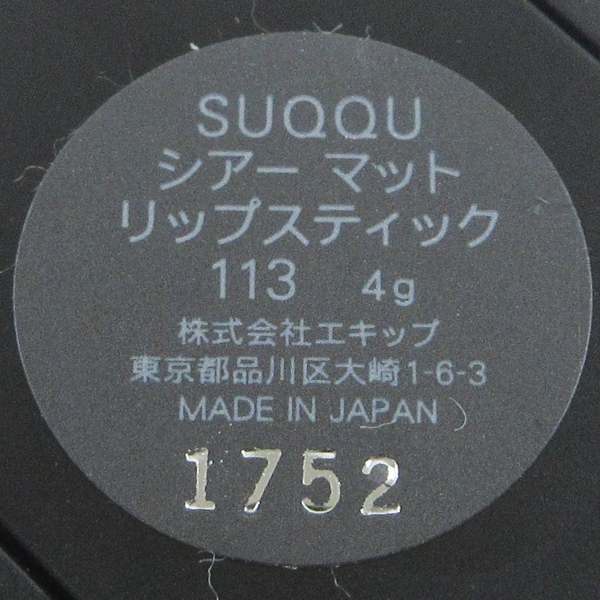 SUQQU
シアー マット
リップスティック
113 4g
株式会社エキップ
東京都品川区大崎1-6-3
MADE IN JAPAN
1752